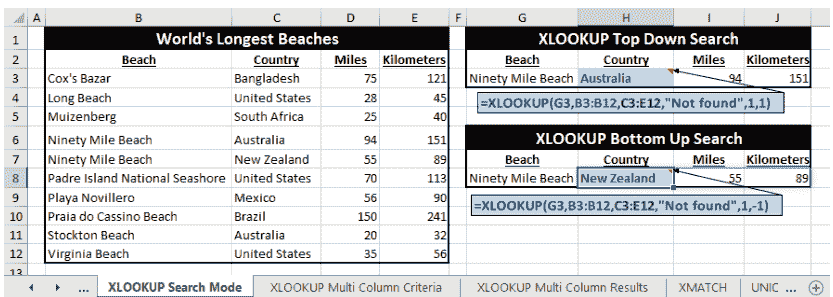 A B C D E F G H I J
1 World's Longest Beaches XLOOKUP Top Down Search
2 Beach Country Miles Kilometers Beach Country Miles Kilometers
3 Cox's Bazar Bangladesh 75 121 Ninety Mile Beach Australia 94 151
4 Long Beach United States 28 45 =XLOOKUP(G3,B3:B12,C3:E12,"Not found",1,1)
5 Muizenberg South Africa 25 40
6 Ninety Mile Beach Australia 94 151 XLOOKUP Bottom Up Search
7 Ninety Mile Beach New Zealand 55 89 Beach Country Miles Kilometers
8 Padre Island National Seashore United States 70 113 Ninety Mile Beach New Zealand 55 89
9 Playa Novillero Mexico 56 90 =XLOOKUP(G3,B3:B12,C3:E12,"Not found",1,-1)
10 Praia do Cassino Beach Brazil 150 241
11 Stockton Beach Australia 20 32
12 Virginia Beach United States 35 56
13
... XLOOKUP Search Mode XLOOKUP Multi Column Criteria XLOOKUP Multi Column Results XMATCH UNIC ...